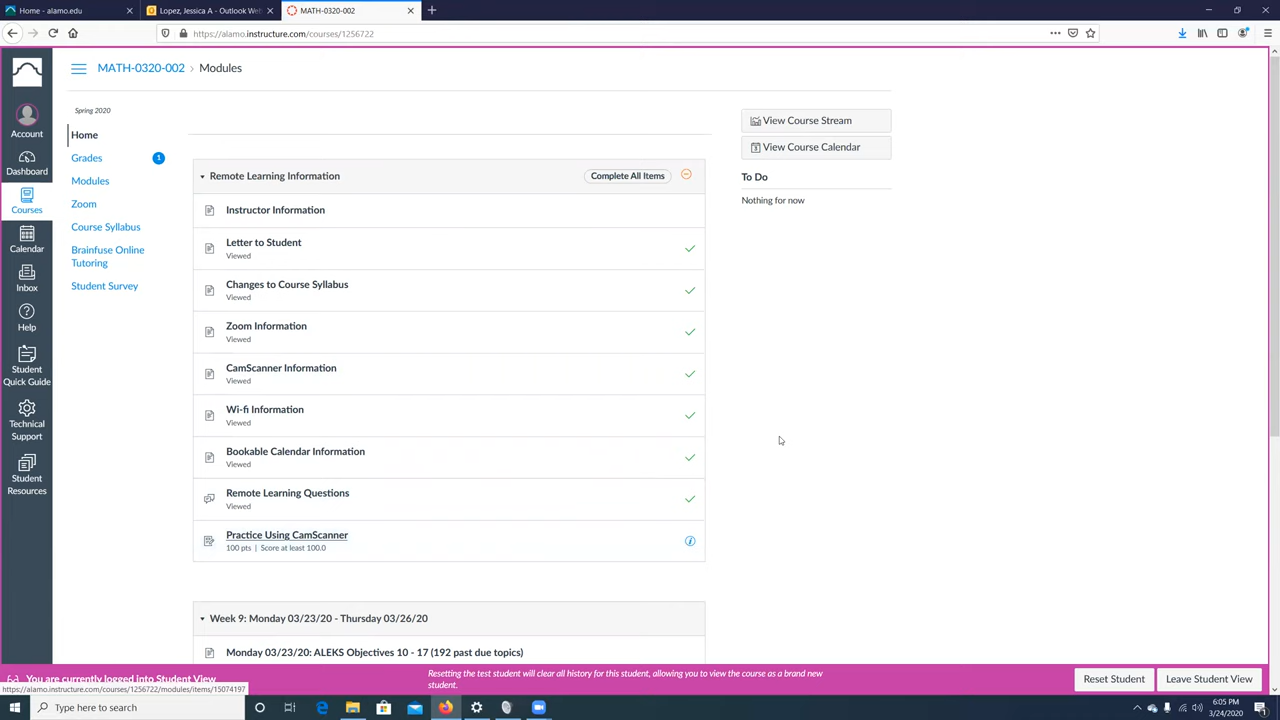 Home - alamo.edu
Lopez, Jessica A - Outlook Web
MATH-0320-002
https://alamo.instructure.com/courses/1256722
MATH-0320-002 › Modules
Account
Dashboard
Courses
Calendar
Inbox
Help
Student
Quick Guide
Technical
Support
Student
Resources
Spring 2020
Home
Grades 1
Modules
Zoom
Course Syllabus
Brainfuse Online
Tutoring
Student Survey
Remote Learning Information Complete All Items
Instructor Information
Letter to Student
Viewed
Changes to Course Syllabus
Viewed
Zoom Information
Viewed
CamScanner Information
Viewed
Wi-fi Information
Viewed
Bookable Calendar Information
Viewed
Remote Learning Questions
Viewed
Practice Using CamScanner
100 pts | Score at least 100.0
Week 9: Monday 03/23/20 - Thursday 03/26/20
Monday 03/23/20: ALEKS Objectives 10 - 17 (192 past due topics)
View Course Stream
View Course Calendar
To Do
Nothing for now
You are currently logged into Student View
Resetting the test student will clear all history for this student, allowing you to view the course as a brand new
student.
Reset Student
Leave Student View
https://alamo.instructure.com/courses/1256722/modules/items/15074197
Type here to search
6:05 PM
3/24/2020